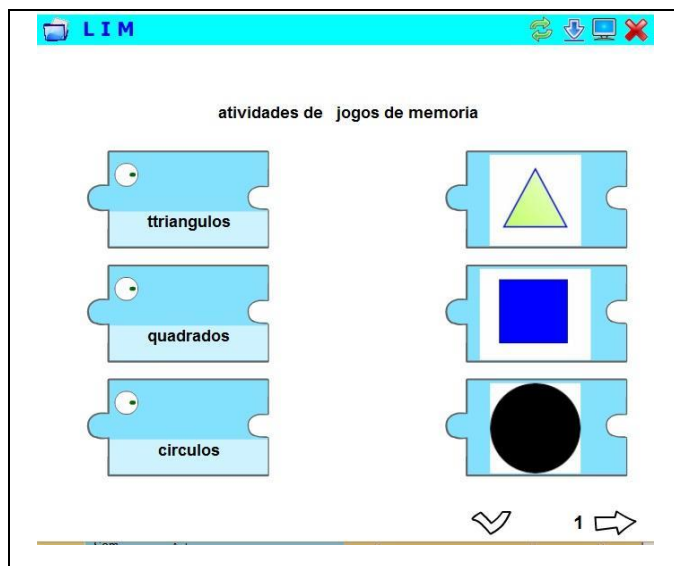 LIM
atividades de jogos de memoria
ttriangulos
quadrados
circulos
1